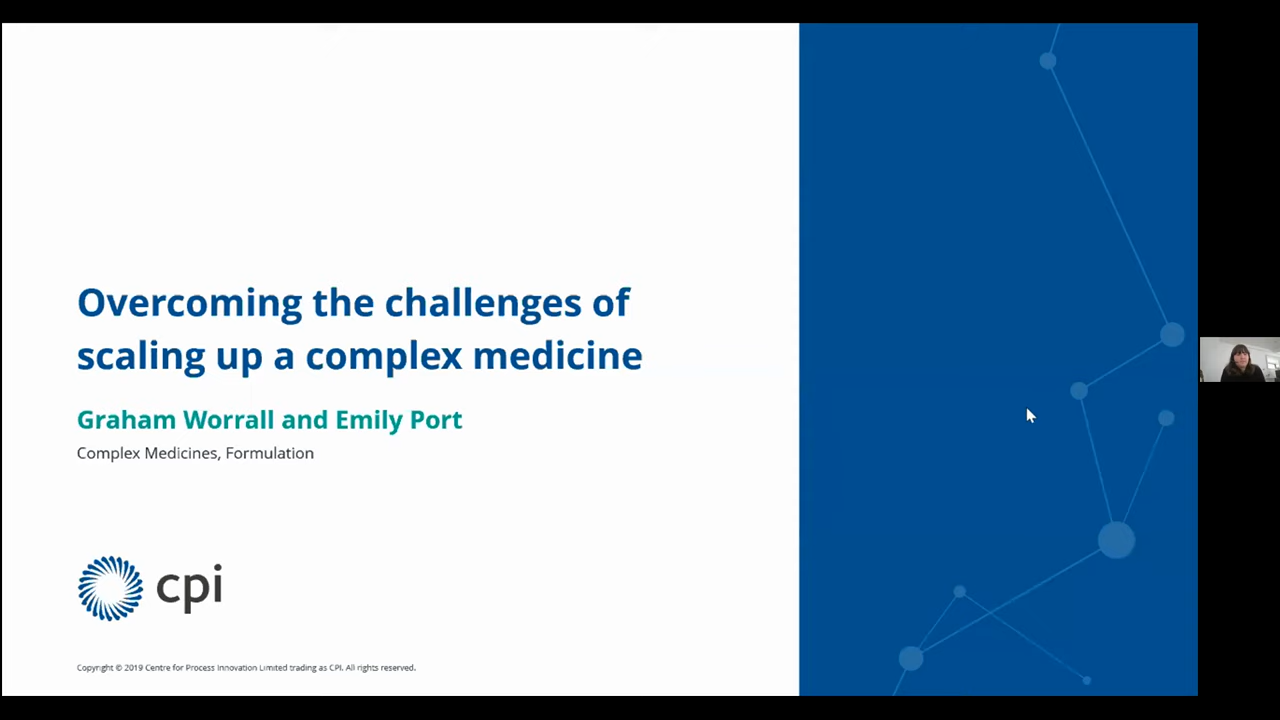 Overcoming the challenges of
scaling up a complex medicine
Graham Worrall and Emily Port
Complex Medicines, Formulation
cpi
Copyright © 2019 Centre for Process Innovation Limited trading as CPI. All rights reserved.